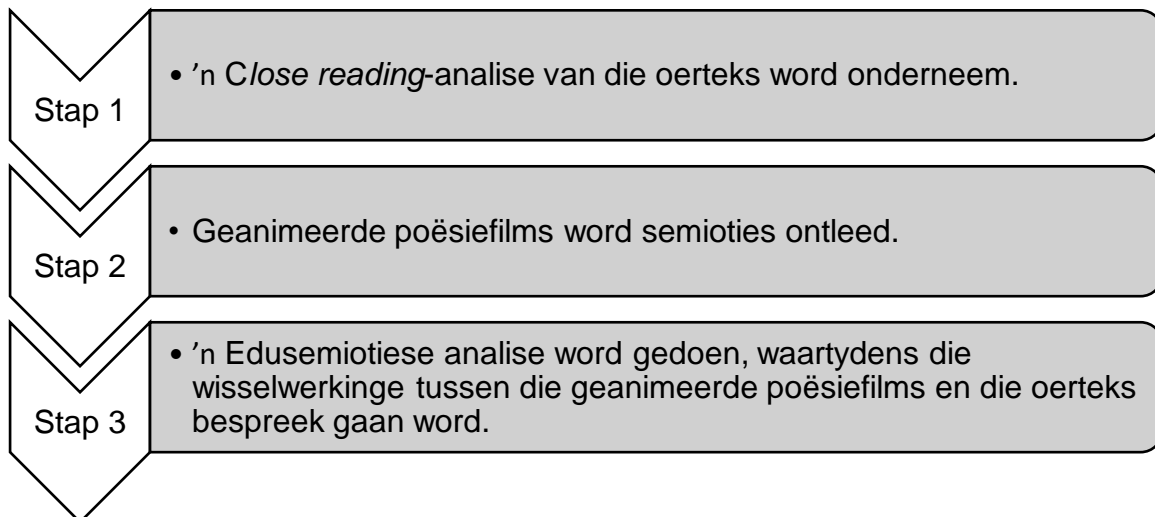 Stap 1
• ’n Close reading-analise van die oerteks word onderneem.
Stap 2
• Geanimeerde poësiefilms word semioties ontleed.
Stap 3
• ’n Edusemiotiese analise word gedoen, waartydens die
wisselwerkinge tussen die geanimeerde poësiefilms en die oerteks
bespreek gaan word.